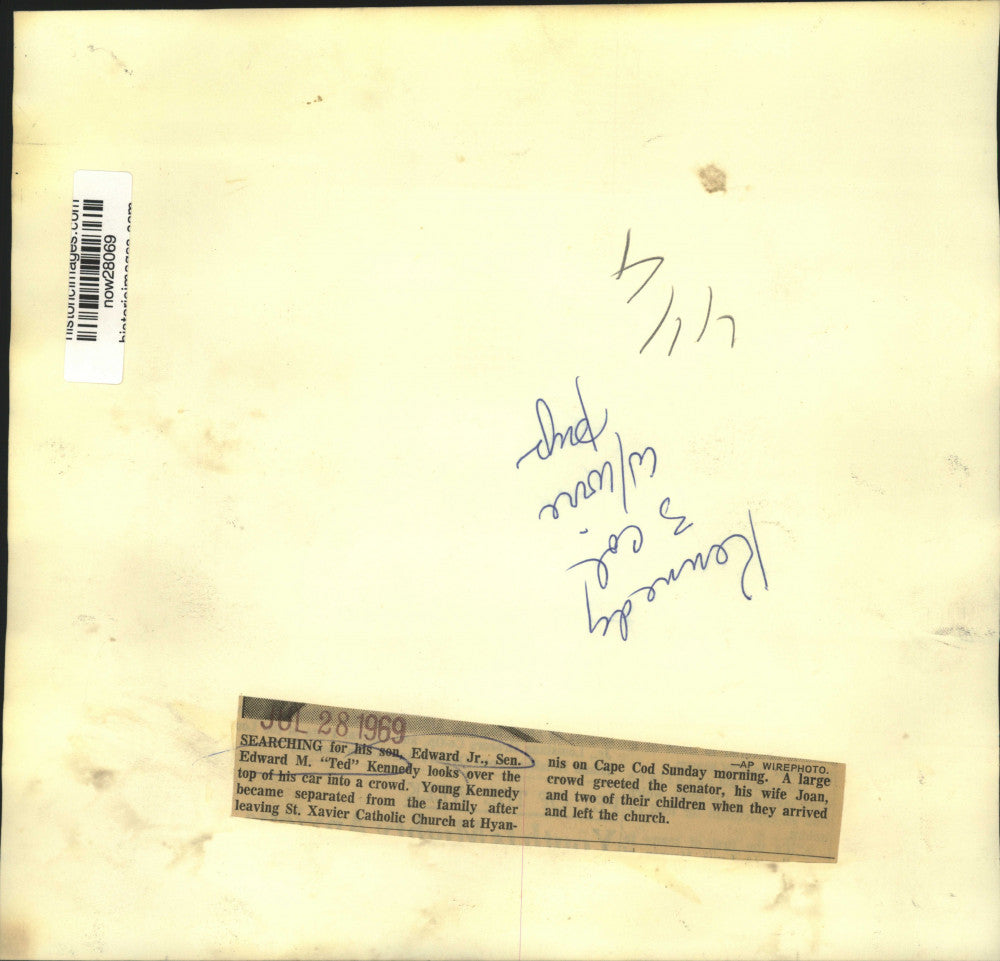 historicimages.com
now28069
historicimages.com
Kennedy
3 col.
w/wire
JUL 28 1969
—AP WIREPHOTO.
SEARCHING for his son, Edward Jr., Sen.
Edward M. "Ted" Kennedy looks over the
top of his car into a crowd. Young Kennedy
became separated from the family after
leaving St. Xavier Catholic Church at Hyan-
nis on Cape Cod Sunday morning. A large
crowd greeted the senator, his wife Joan,
and two of their children when they arrived
and left the church.